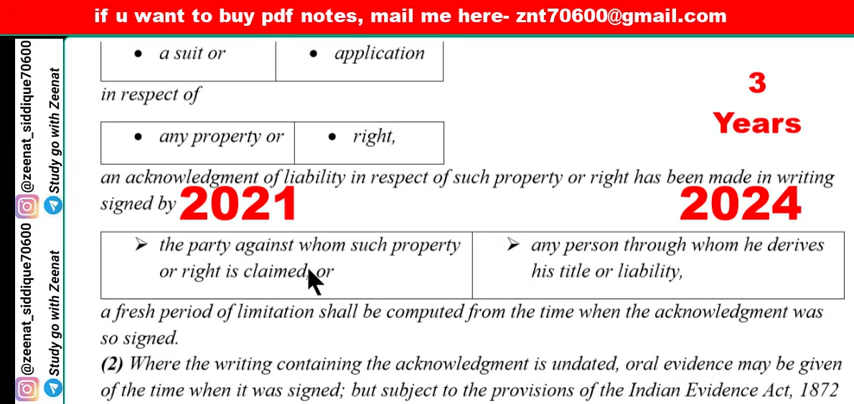 if u want to buy pdf notes, mail me here- znt70600@gmail.com
@zeenat_siddique70600
Study go with Zeenat
@zeenat_siddique70600
Study go with Zeenat
• a suit or • application
in respect of
3
Years
• any property or • right,
an acknowledgment of liability in respect of such property or right has been made in writing
signed by
2021
2024
➢ the party against whom such property ➢ any person through whom he derives
or right is claimed, or his title or liability,
a fresh period of limitation shall be computed from the time when the acknowledgment was
so signed.
(2) Where the writing containing the acknowledgment is undated, oral evidence may be given
of the time when it was signed; but subject to the provisions of the Indian Evidence Act, 1872